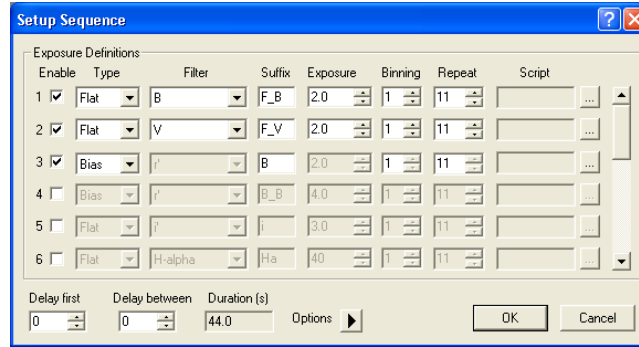 Setup Sequence
Exposure Definitions
Enable Type Filter Suffix Exposure Binning Repeat Script
1 Flat B F_B 2.0 1 11 ...
2 Flat V F_V 2.0 1 11 ...
3 Bias r' B 2.0 1 11 ...
4 Bias r' B_B 4.0 1 11 ...
5 Flat i' i 3.0 1 11 ...
6 Flat H-alpha Ha 40 1 11 ...
Delay first Delay between Duration (s)
0 0 44.0 Options OK Cancel